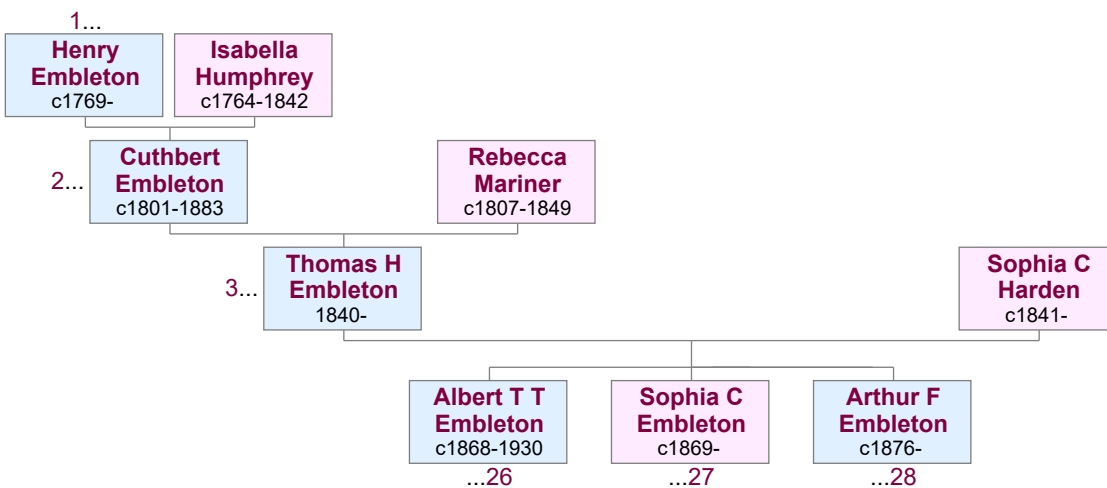 1...
Henry
Embleton
c1769-
Isabella
Humphrey
c1764-1842
2...
Cuthbert
Embleton
c1801-1883
Rebecca
Mariner
c1807-1849
3...
Thomas H
Embleton
1840-
Sophia C
Harden
c1841-
Albert T T
Embleton
c1868-1930
Sophia C
Embleton
c1869-
Arthur F
Embleton
c1876-
...26
...27
...28